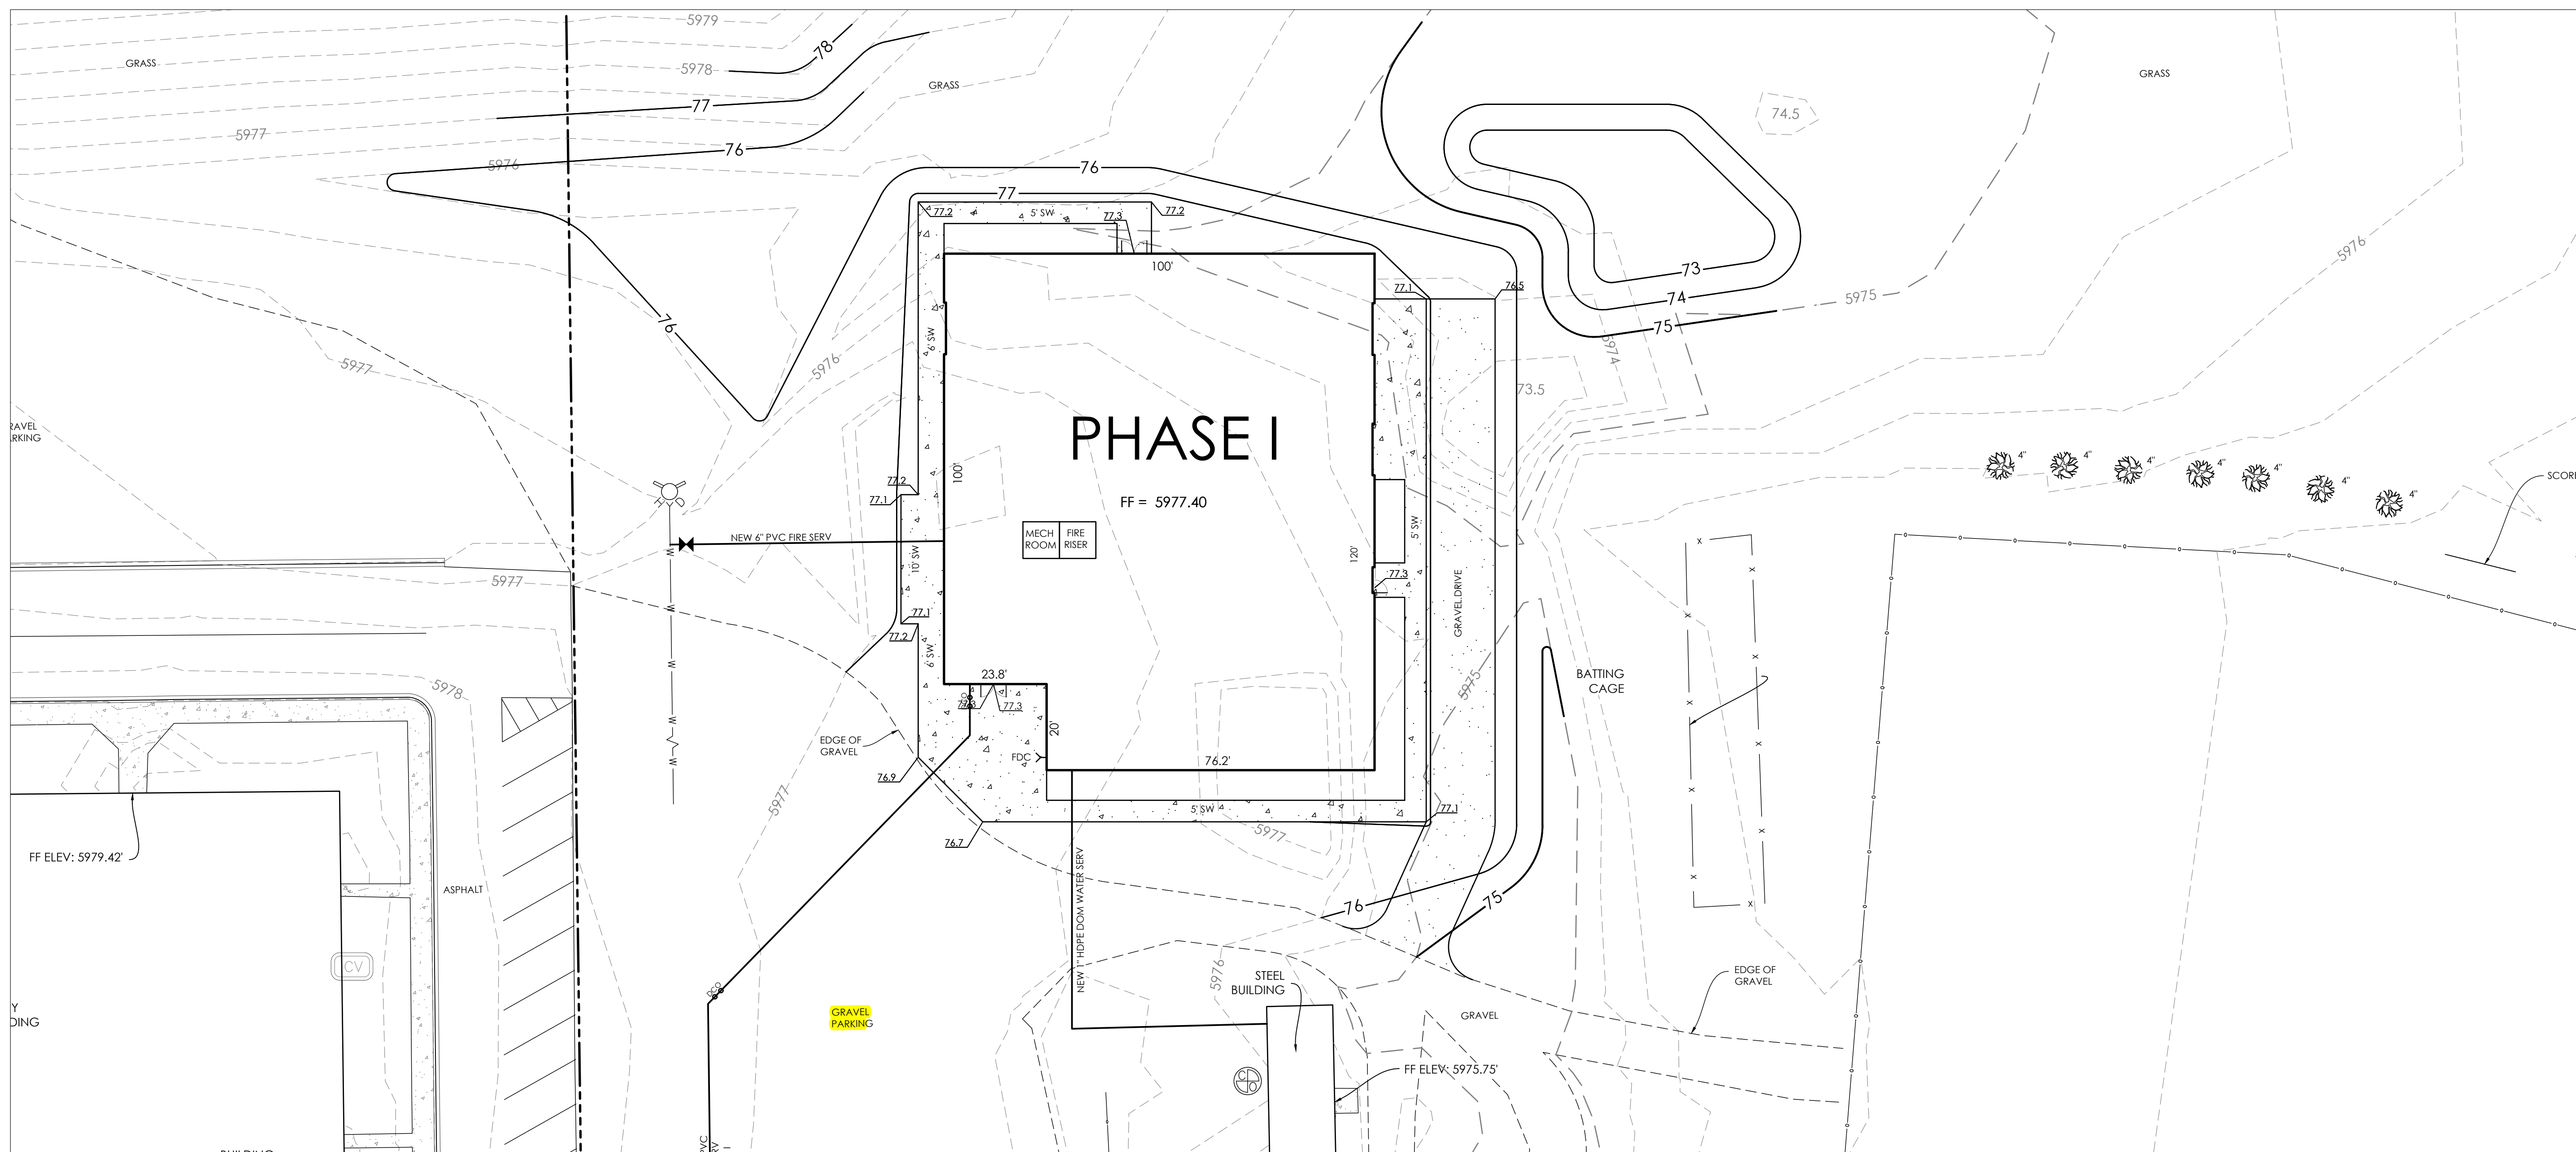 5979
78
GRASS
5978
GRASS
GRASS
77
74.5
5977
76
5976
76
77
77.2
5' SW
77.3
77.2
5976
100'
73
74
5975
77.1
76.5
75
76
6' SW
5974
5977
5976
73.5
PHASE I
RAVEL
RKING
4"
4"
4"
4"
4"
4"
4"
100'
77.2
77.1
FF = 5977.40
SCORE
MECH
ROOM
FIRE
RISER
NEW 6" PVC FIRE SERV
5' SW
W
10' SW
120'
5977
77.3
GRAVEL DRIVE
W
77.1
77.2
6' SW
W
23.8'
BATTING
CAGE
5978
5975
77.3
77.3
W
20'
EDGE OF
GRAVEL
FDC
76.2'
W
76.9
5977
5' SW
77.1
5977
76.7
FF ELEV: 5979.42'
ASPHALT
NEW 1" HDPE DOM WATER SERV
76
75
CV
5976
STEEL
BUILDING
EDGE OF
GRAVEL
DCO
GRAVEL
PARKING
GRAVEL
Y
DING
FF ELEV: 5975.75'
C
O
PVC
BUILDING